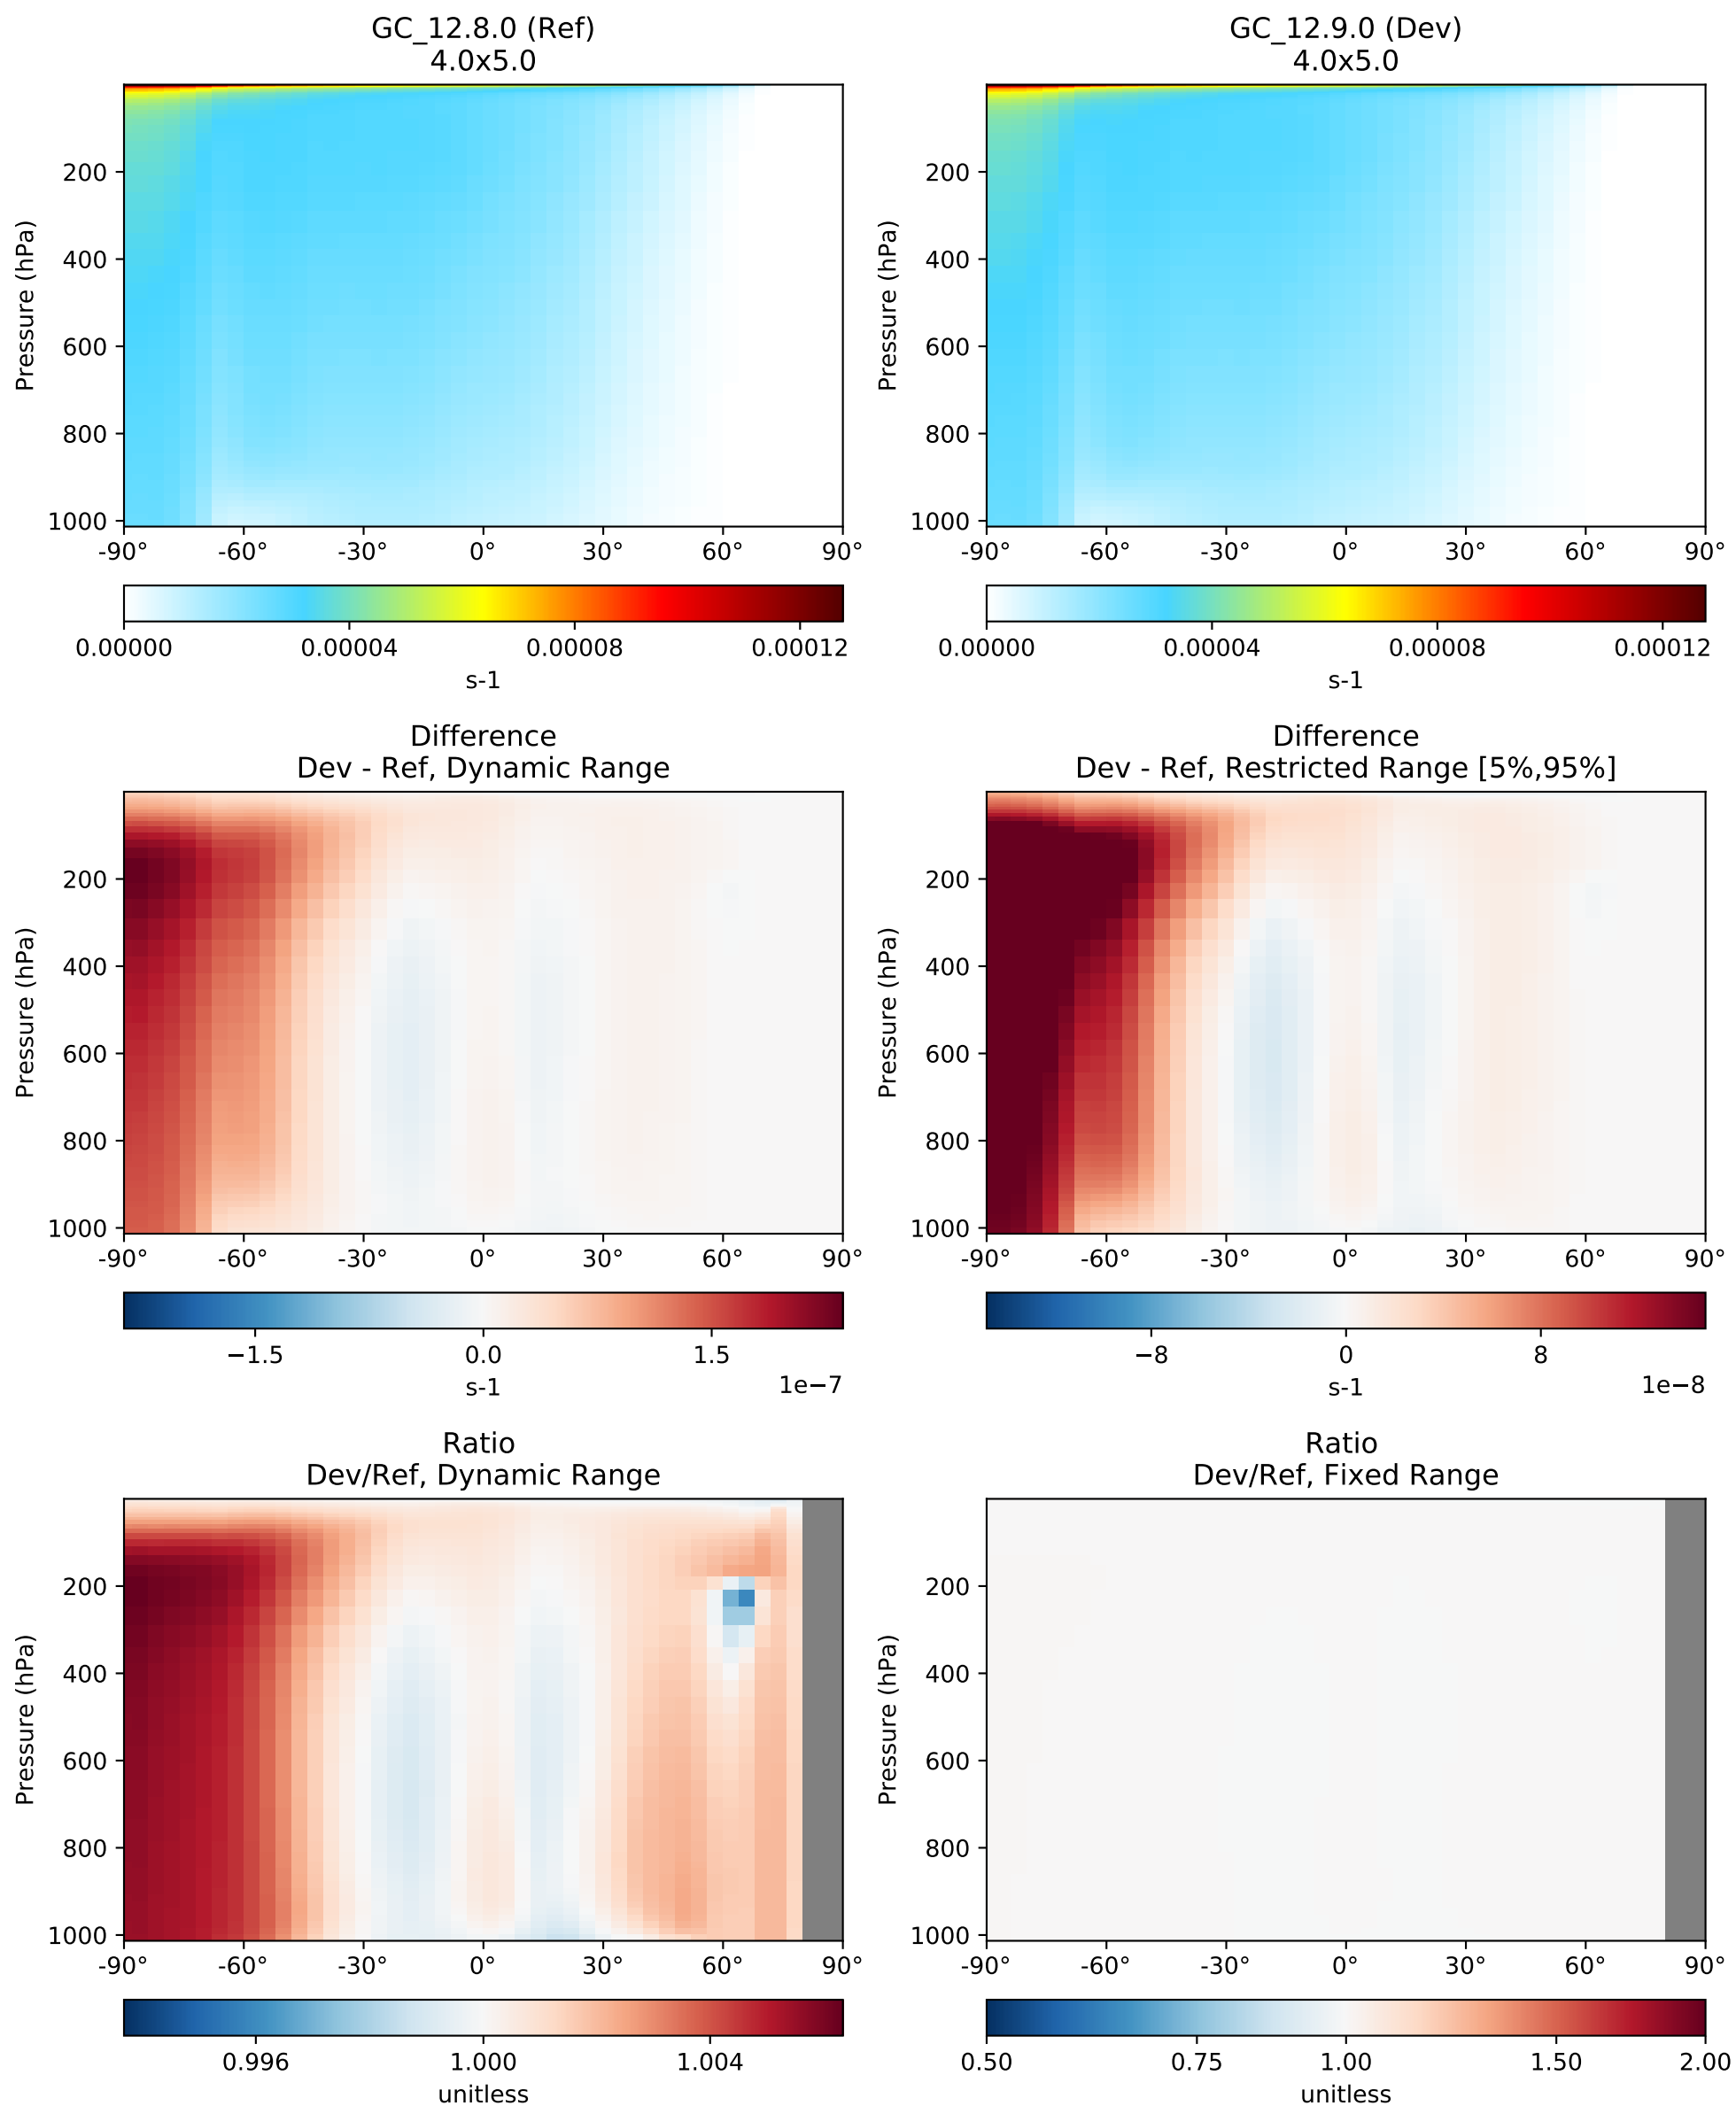 GC_12.8.0 (Ref)
4.0x5.0
Pressure (hPa)
200
400
600
800
1000
-90° -60° -30° 0° 30° 60° 90°
0.00000 0.00004 0.00008 0.00012
s-1
GC_12.9.0 (Dev)
4.0x5.0
Pressure (hPa)
200
400
600
800
1000
-90° -60° -30° 0° 30° 60° 90°
0.00000 0.00004 0.00008 0.00012
s-1
Difference
Dev - Ref, Dynamic Range
Pressure (hPa)
200
400
600
800
1000
-90° -60° -30° 0° 30° 60° 90°
−1.5 0.0 1.5
s-1
1e−7
Difference
Dev - Ref, Restricted Range [5%,95%]
Pressure (hPa)
200
400
600
800
1000
-90° -60° -30° 0° 30° 60° 90°
−8 0 8
s-1
1e−8
Ratio
Dev/Ref, Dynamic Range
Pressure (hPa)
200
400
600
800
1000
-90° -60° -30° 0° 30° 60° 90°
0.996 1.000 1.004
unitless
Ratio
Dev/Ref, Fixed Range
Pressure (hPa)
200
400
600
800
1000
-90° -60° -30° 0° 30° 60° 90°
0.50 0.75 1.00 1.50 2.00
unitless